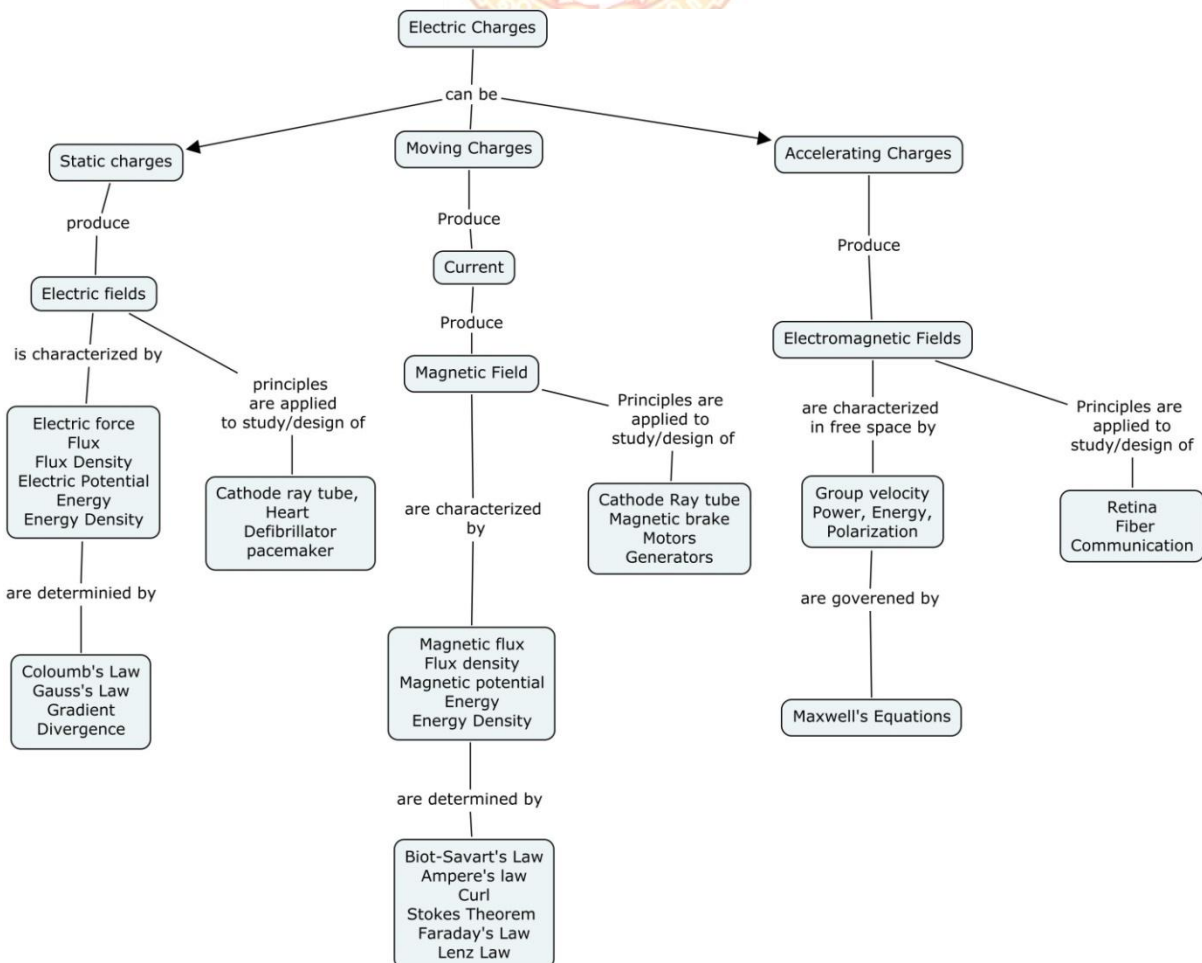 Electric Charges
can be
Static charges
Moving Charges
Accelerating Charges
produce
Produce
Produce
Electric fields
Current
Produce
Electromagnetic Fields
is characterized by
Magnetic Field
principles
are applied
to study/design of
Principles are
applied to
study/design of
are characterized
in free space by
Principles are
applied to
study/design of
Electric force
Flux
Flux Density
Electric Potential
Energy
Energy Density
Cathode ray tube,
Heart
Defibrillator
pacemaker
are characterized
by
Cathode Ray tube
Magnetic brake
Motors
Generators
Group velocity
Power, Energy,
Polarization
Retina
Fiber
Communication
are determinied by
are goverened by
Coloumb's Law
Gauss's Law
Gradient
Divergence
Magnetic flux
Flux density
Magnetic potential
Energy
Energy Density
Maxwell's Equations
are determined by
Biot-Savart's Law
Ampere's law
Curl
Stokes Theorem
Faraday's Law
Lenz Law